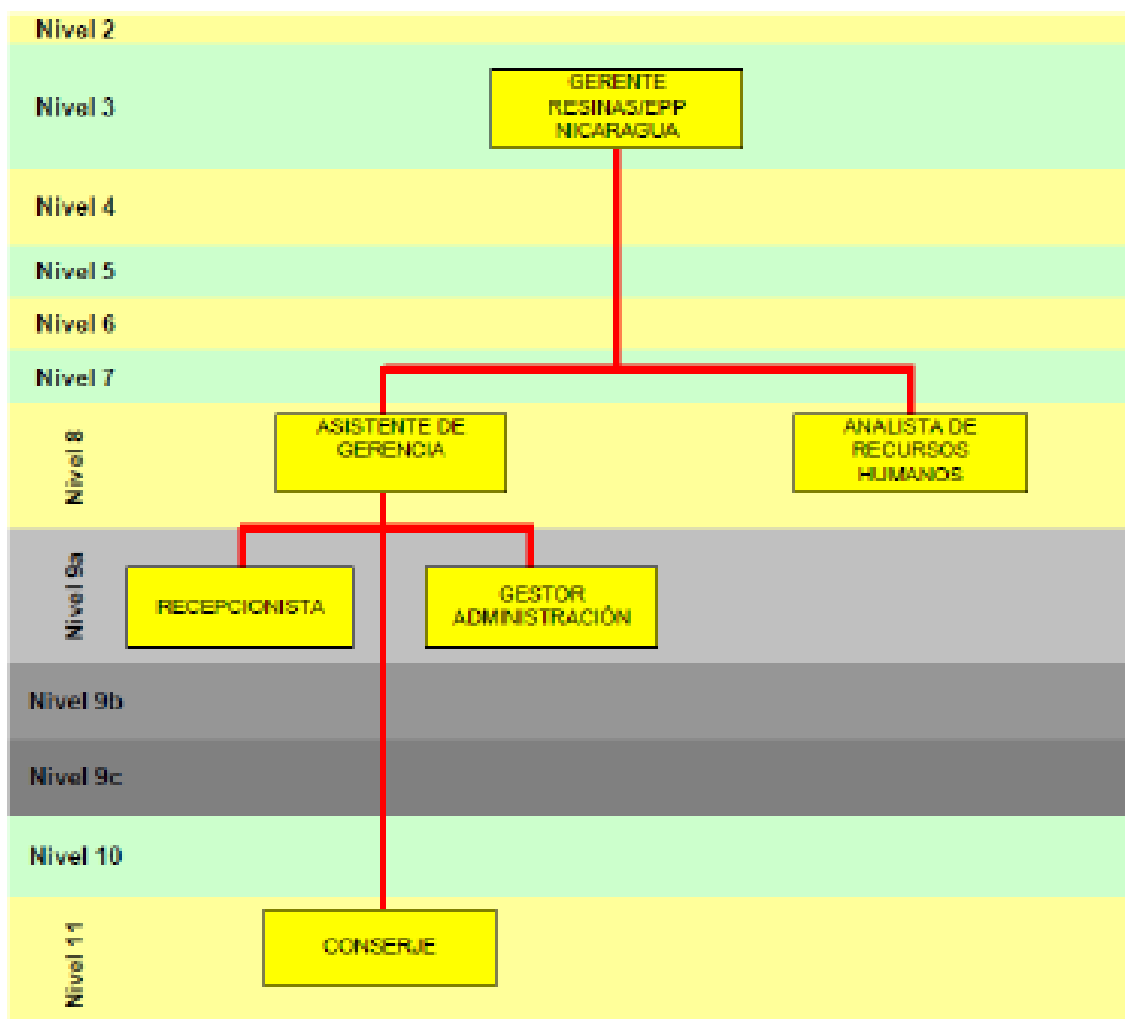 Nivel 2
Nivel 3
GERENTE
RESINAS/EPP
NICARAGUA
Nivel 4
Nivel 5
Nivel 6
Nivel 7
Nivel 8
ASISTENTE DE
GERENCIA
ANALISTA DE
RECURSOS
HUMANOS
Nivel 9a
RECEPCIONISTA
GESTOR
ADMINISTRACIÓN
Nivel 9b
Nivel 9c
Nivel 10
Nivel 11
CONSERJE